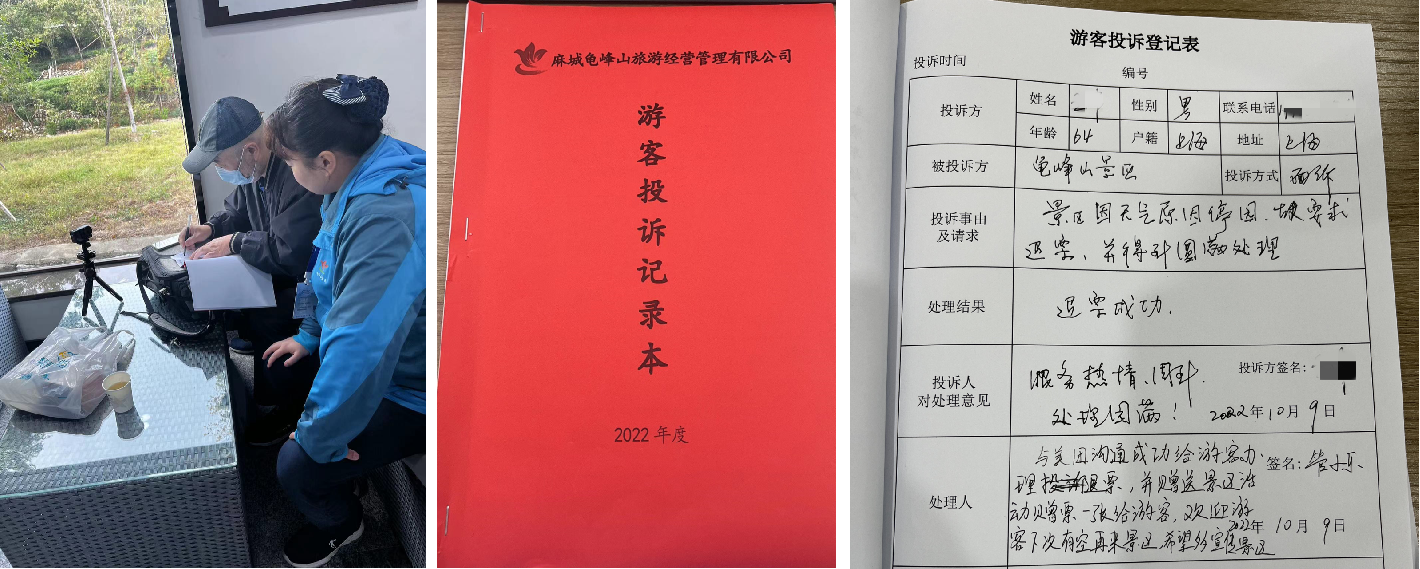 麻城龟峰山旅游经营管理有限公司
游客投诉记录本
2022 年度
游客投诉登记表
投诉时间
编号
投诉方 姓名 性别 男 联系电话
年龄 64 户籍 上海 地址 上海
被投诉方 龟峰山景区 投诉方式 面诉
投诉事由及请求
景区因天气原因停园.故要求
退票、并得到圆满处理
处理结果 退票成功.
投诉人对处理意见
服务热情、周到. 投诉方签名:
处理圆满! 2022年10月9日
处理人
与美团沟通成功给游客办 签名:
理退票,并赠送景区活
动赠票一张给游客,欢迎游
2022年10月9日
客下次有空再来景区.希望多宣传景区